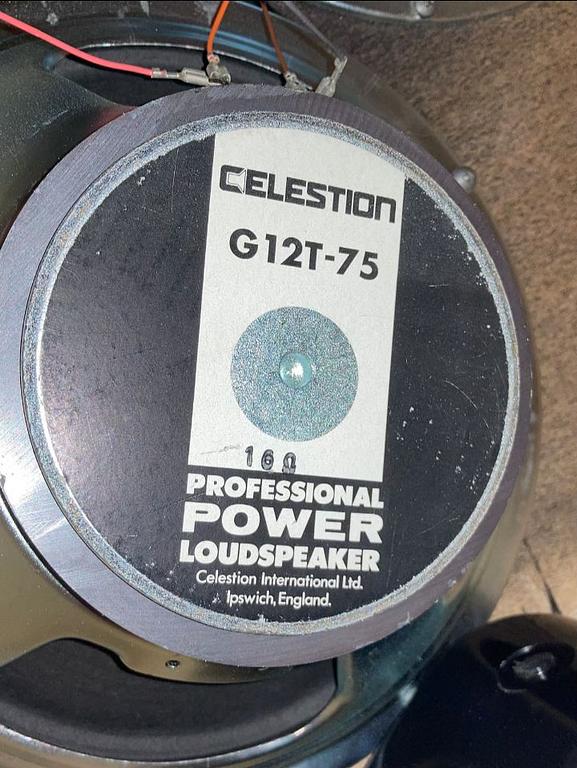 CELESTION
G12T-75
16Ω
PROFESSIONAL
POWER
LOUDSPEAKER
Celestion International Ltd.
Ipswich, England.